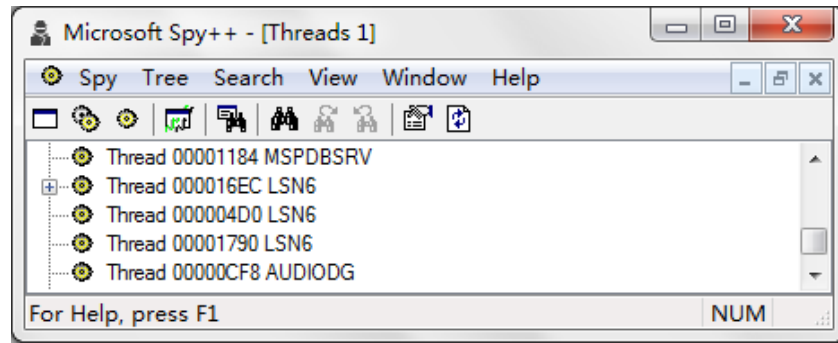 Microsoft Spy++ - [Threads 1]
Spy Tree Search View Window Help
Thread 00001184 MSPDBSRV
Thread 000016EC LSN6
Thread 000004D0 LSN6
Thread 00001790 LSN6
Thread 00000CF8 AUDIODG
For Help, press F1 NUM